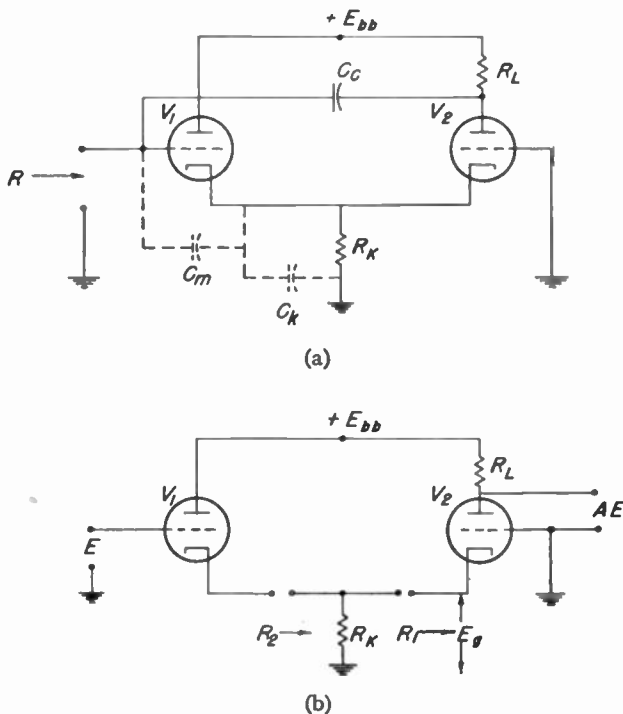 + E_bb
R_L
C_c
V_1
V_2
R
R_K
C_m
C_k
(a)
+ E_bb
R_L
V_1
V_2
AE
E
R_2
R_K
R_1
E_g
(b)